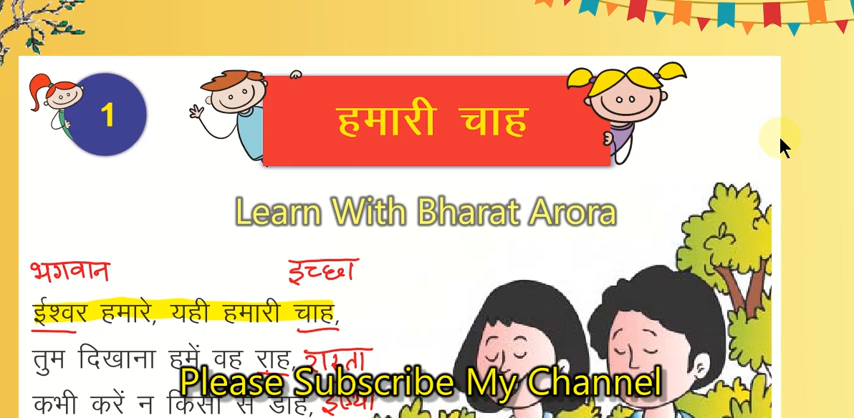 1
हमारी चाह
Learn With Bharat Arora
भगवान इच्छा
ईश्वर हमारे, यही हमारी चाह,
तुम दिखाना हमें वह राह, रास्ता
Please Subscribe My Channel
कभी करें न किसी से डाह, ईर्ष्या